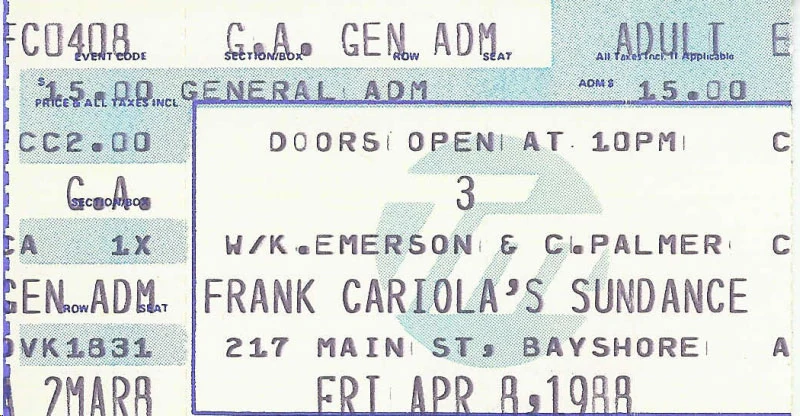 FC0408 G.A. GEN ADM ADULT E
EVENT CODE SECTION/BOX ROW SEAT All Taxes Incl. If Applicable
$15.00 GENERAL ADM ADM$ 15.00
PRICE & ALL TAXES INCL
CC2.00 DOORS OPEN AT 10PM C
G.A. 3
SECTION/BOX
CA 1X W/K.EMERSON & C.PALMER C
GEN ADM FRANK CARIOLA'S SUNDANCE
ROW SEAT
OVK1831 217 MAIN ST, BAYSHORE A
A 2MAR8 FRI APR 8,1988